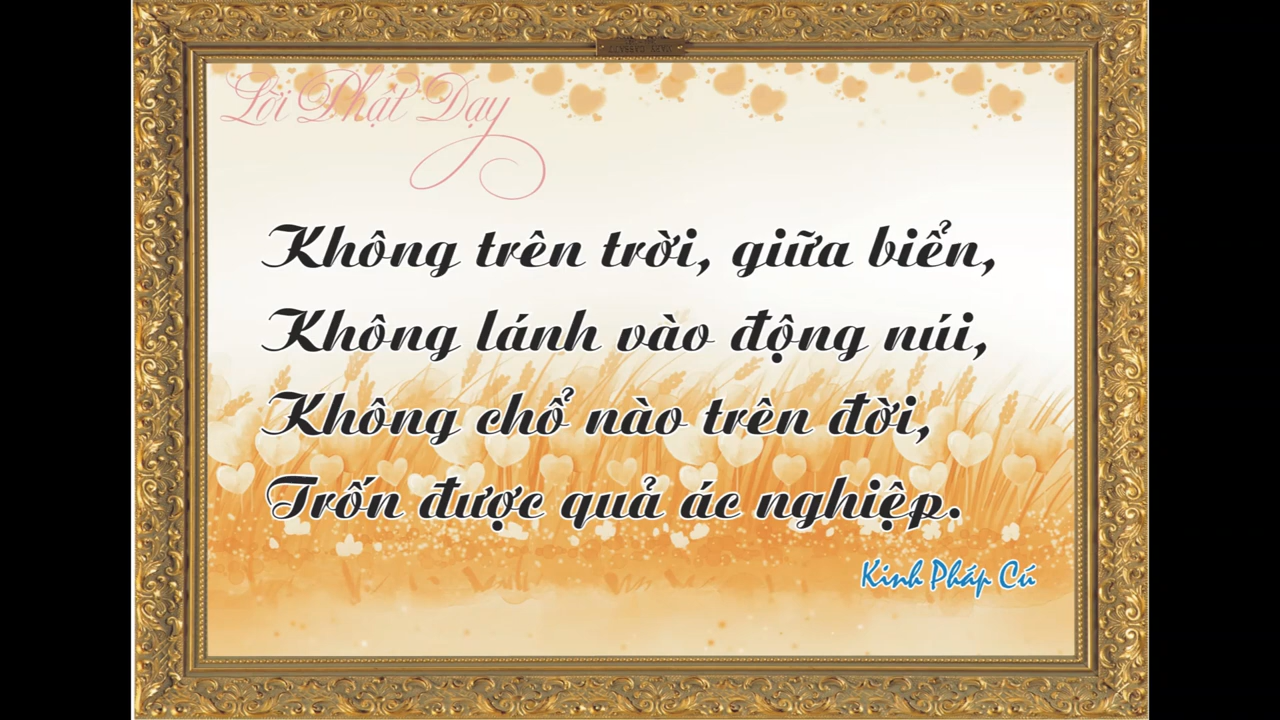 Lời Phật Dạy
Không trên trời, giữa biển,
Không lánh vào động núi,
Không chổ nào trên đời,
Trốn được quả ác nghiệp.
Kinh Pháp Cú